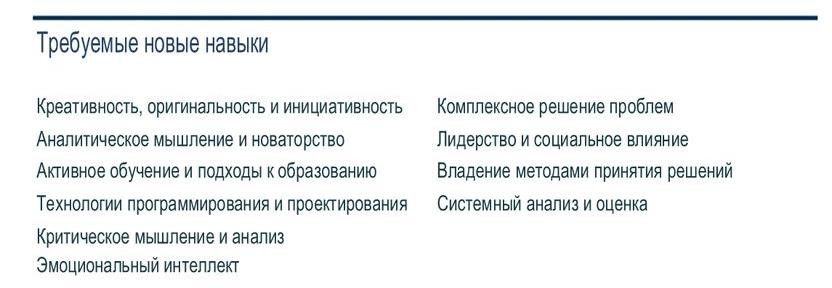 Требуемые новые навыки
Креативность, оригинальность и инициативность
Аналитическое мышление и новаторство
Активное обучение и подходы к образованию
Технологии программирования и проектирования
Критическое мышление и анализ
Эмоциональный интеллект
Комплексное решение проблем
Лидерство и социальное влияние
Владение методами принятия решений
Системный анализ и оценка